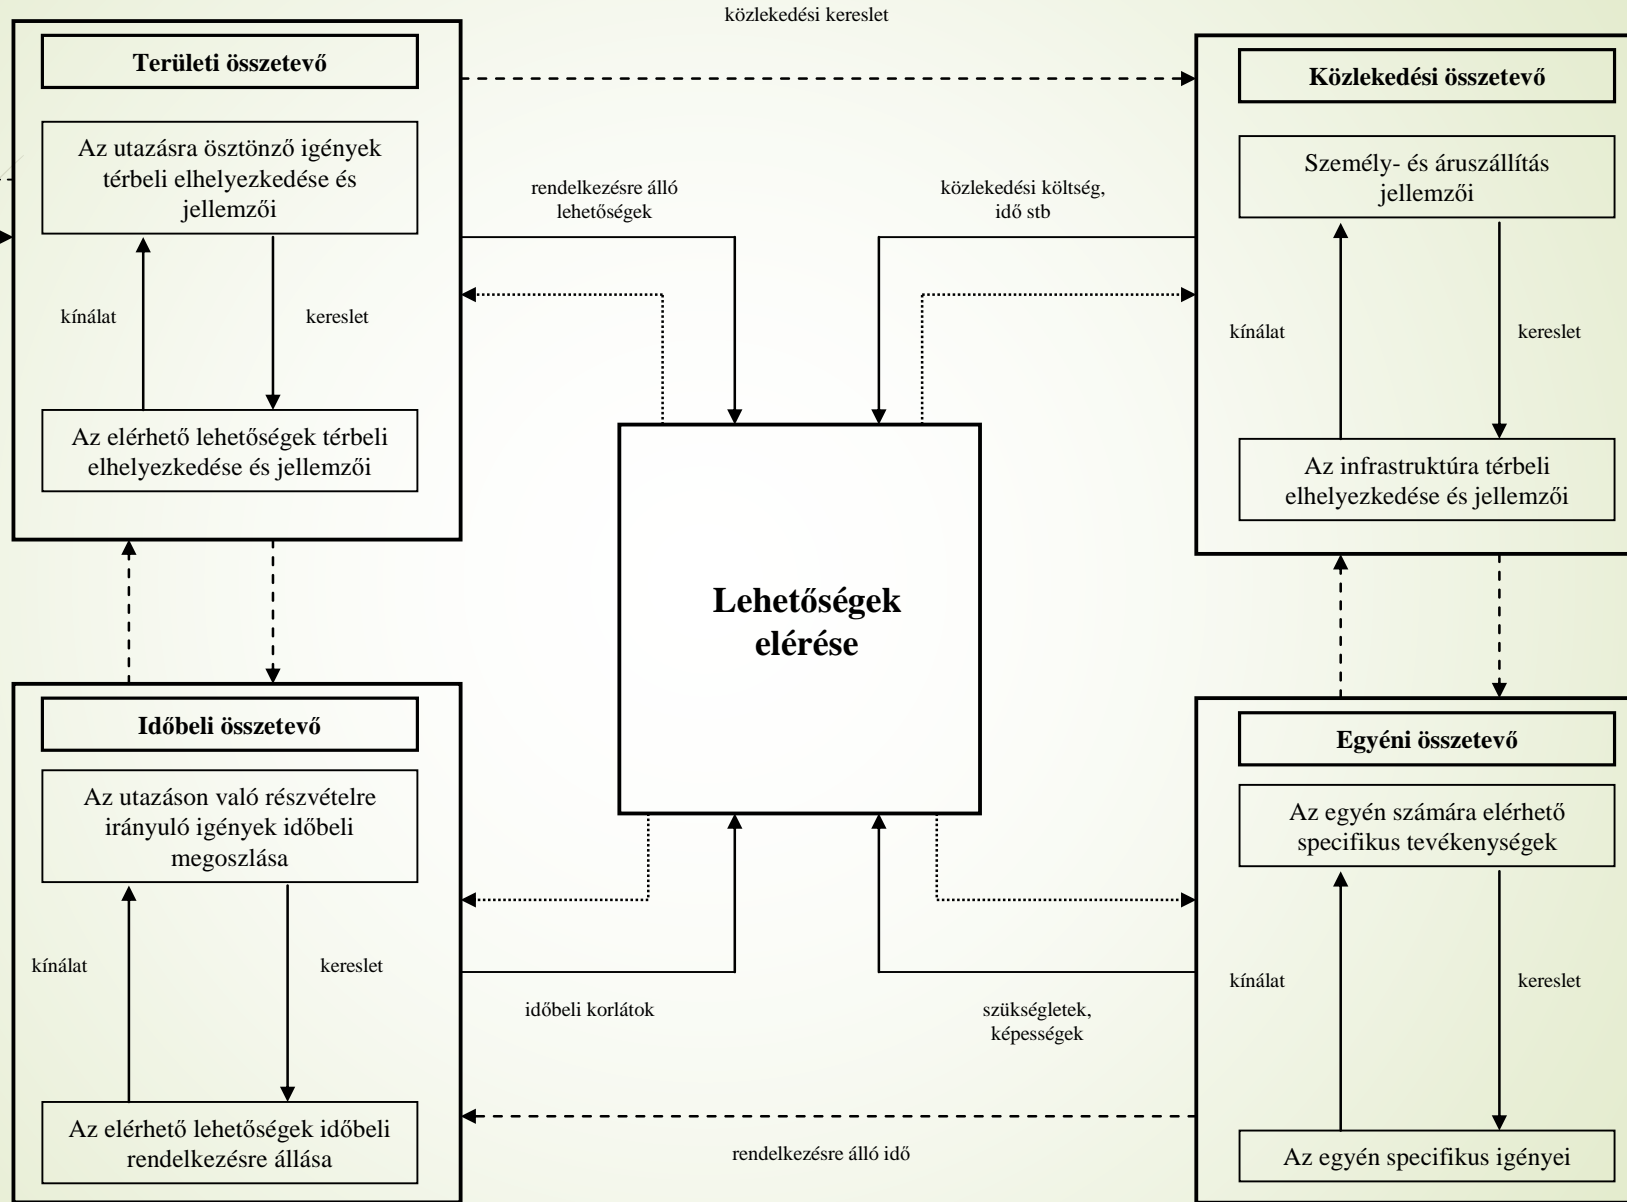 közlekedési kereslet
Területi összetevő
Az utazásra ösztönző igények
térbeli elhelyezkedése és
jellemzői
kínálat
kereslet
Az elérhető lehetőségek térbeli
elhelyezkedése és jellemzői
rendelkezésre álló
lehetőségek
közlekedési költség,
idő stb
Közlekedési összetevő
Személy- és áruszállítás
jellemzői
kínálat
kereslet
Az infrastruktúra térbeli
elhelyezkedése és jellemzői
Lehetőségek
elérése
Időbeli összetevő
Az utazáson való részvételre
irányuló igények időbeli
megoszlása
kínálat
kereslet
Az elérhető lehetőségek időbeli
rendelkezésre állása
időbeli korlátok
szükségletek,
képességek
rendelkezésre álló idő
Egyéni összetevő
Az egyén számára elérhető
specifikus tevékenységek
kínálat
kereslet
Az egyén specifikus igényei